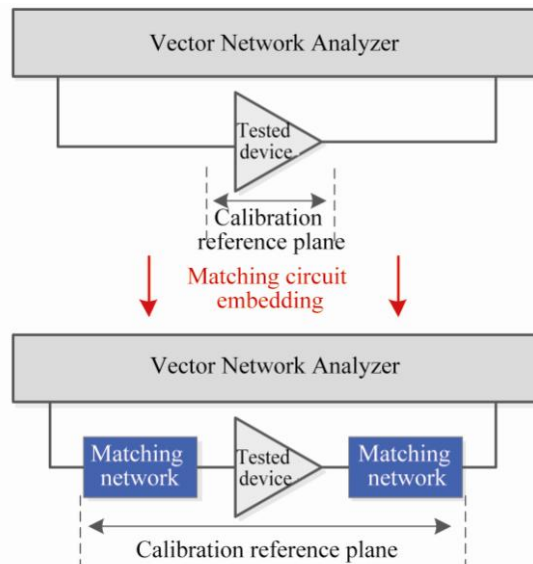 Vector Network Analyzer
Tested
device
Calibration
reference plane
Matching circuit
embedding
Vector Network Analyzer
Matching
network
Tested
device
Matching
network
Calibration reference plane